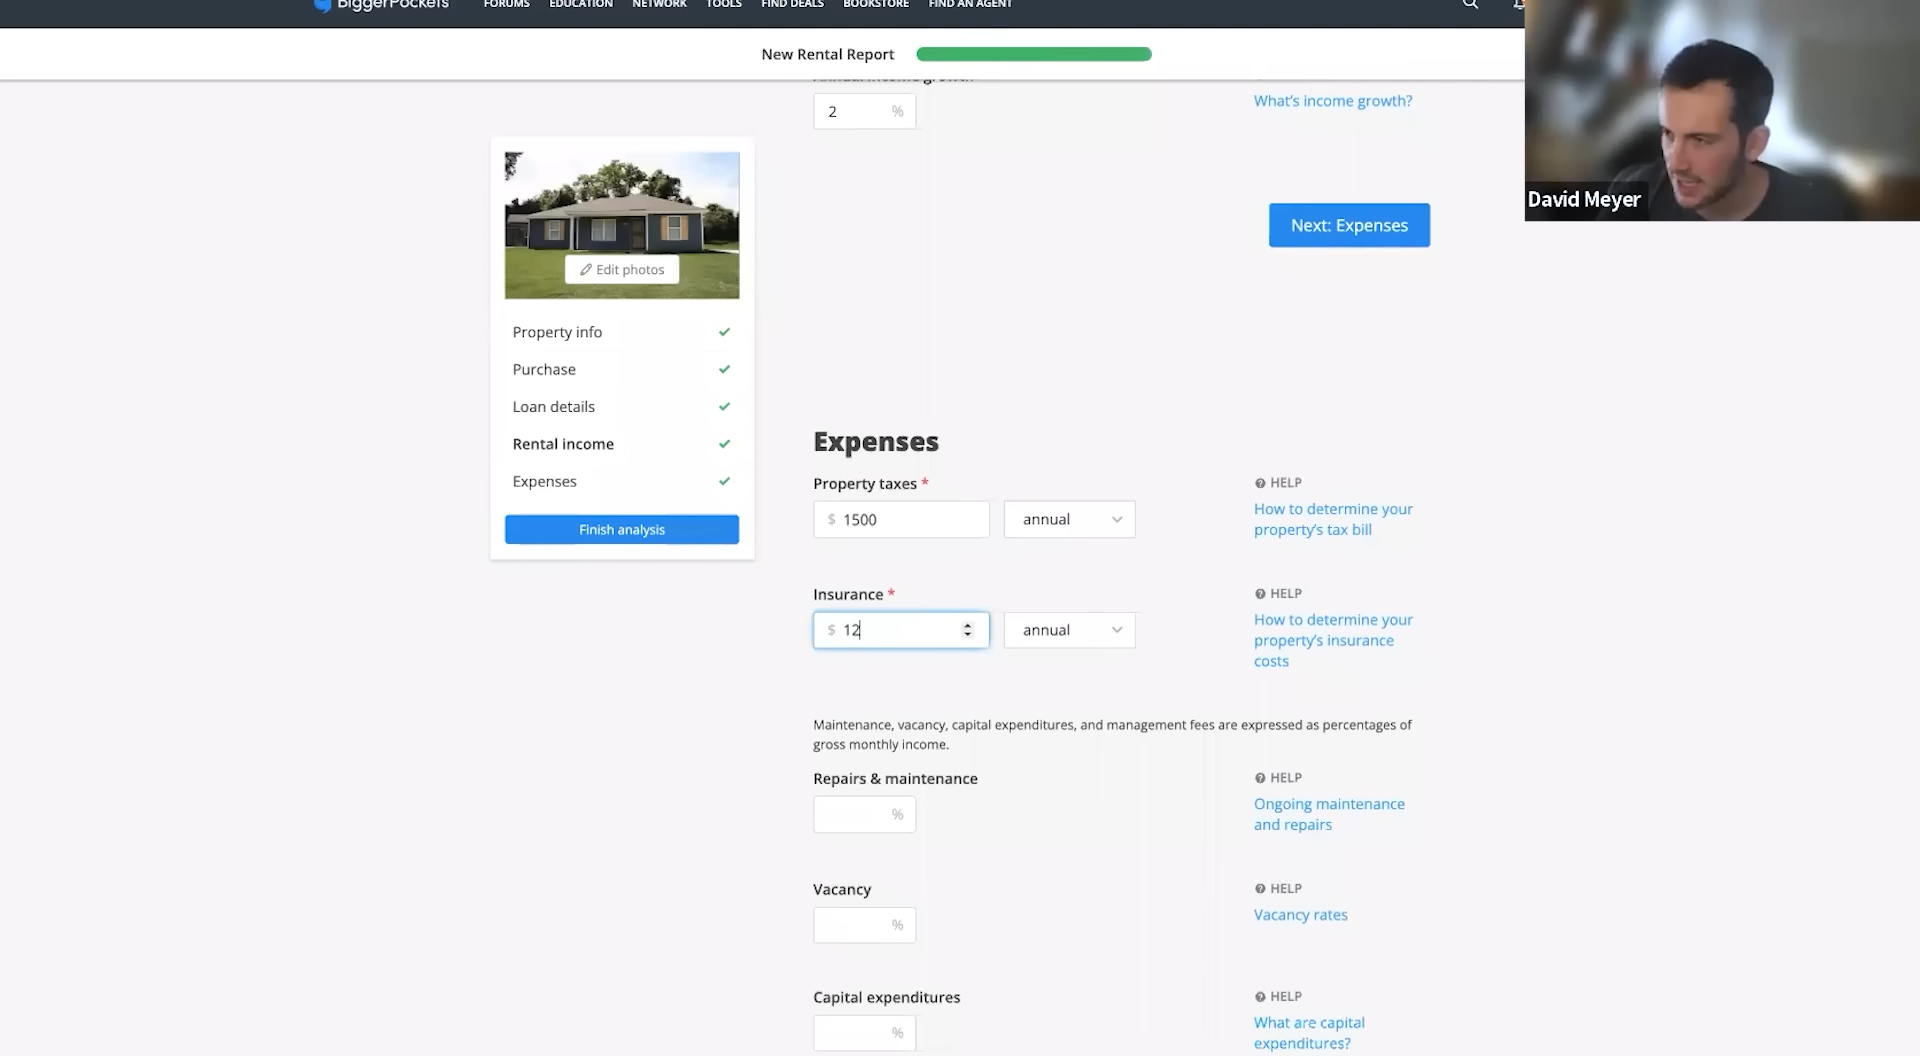 BiggerPockets FORUMS EDUCATION NETWORK TOOLS FIND DEALS BOOKSTORE FIND AN AGENT
New Rental Report
Annual income growth
2 %
What's income growth?
David Meyer
Next: Expenses
Edit photos
Property info
Purchase
Loan details
Rental income
Expenses
Finish analysis
Expenses
Property taxes *
$ 1500 annual
HELP
How to determine your
property's tax bill
Insurance *
$ 12 annual
HELP
How to determine your
property's insurance
costs
Maintenance, vacancy, capital expenditures, and management fees are expressed as percentages of
gross monthly income.
Repairs & maintenance
%
HELP
Ongoing maintenance
and repairs
Vacancy
%
HELP
Vacancy rates
Capital expenditures
%
HELP
What are capital
expenditures?